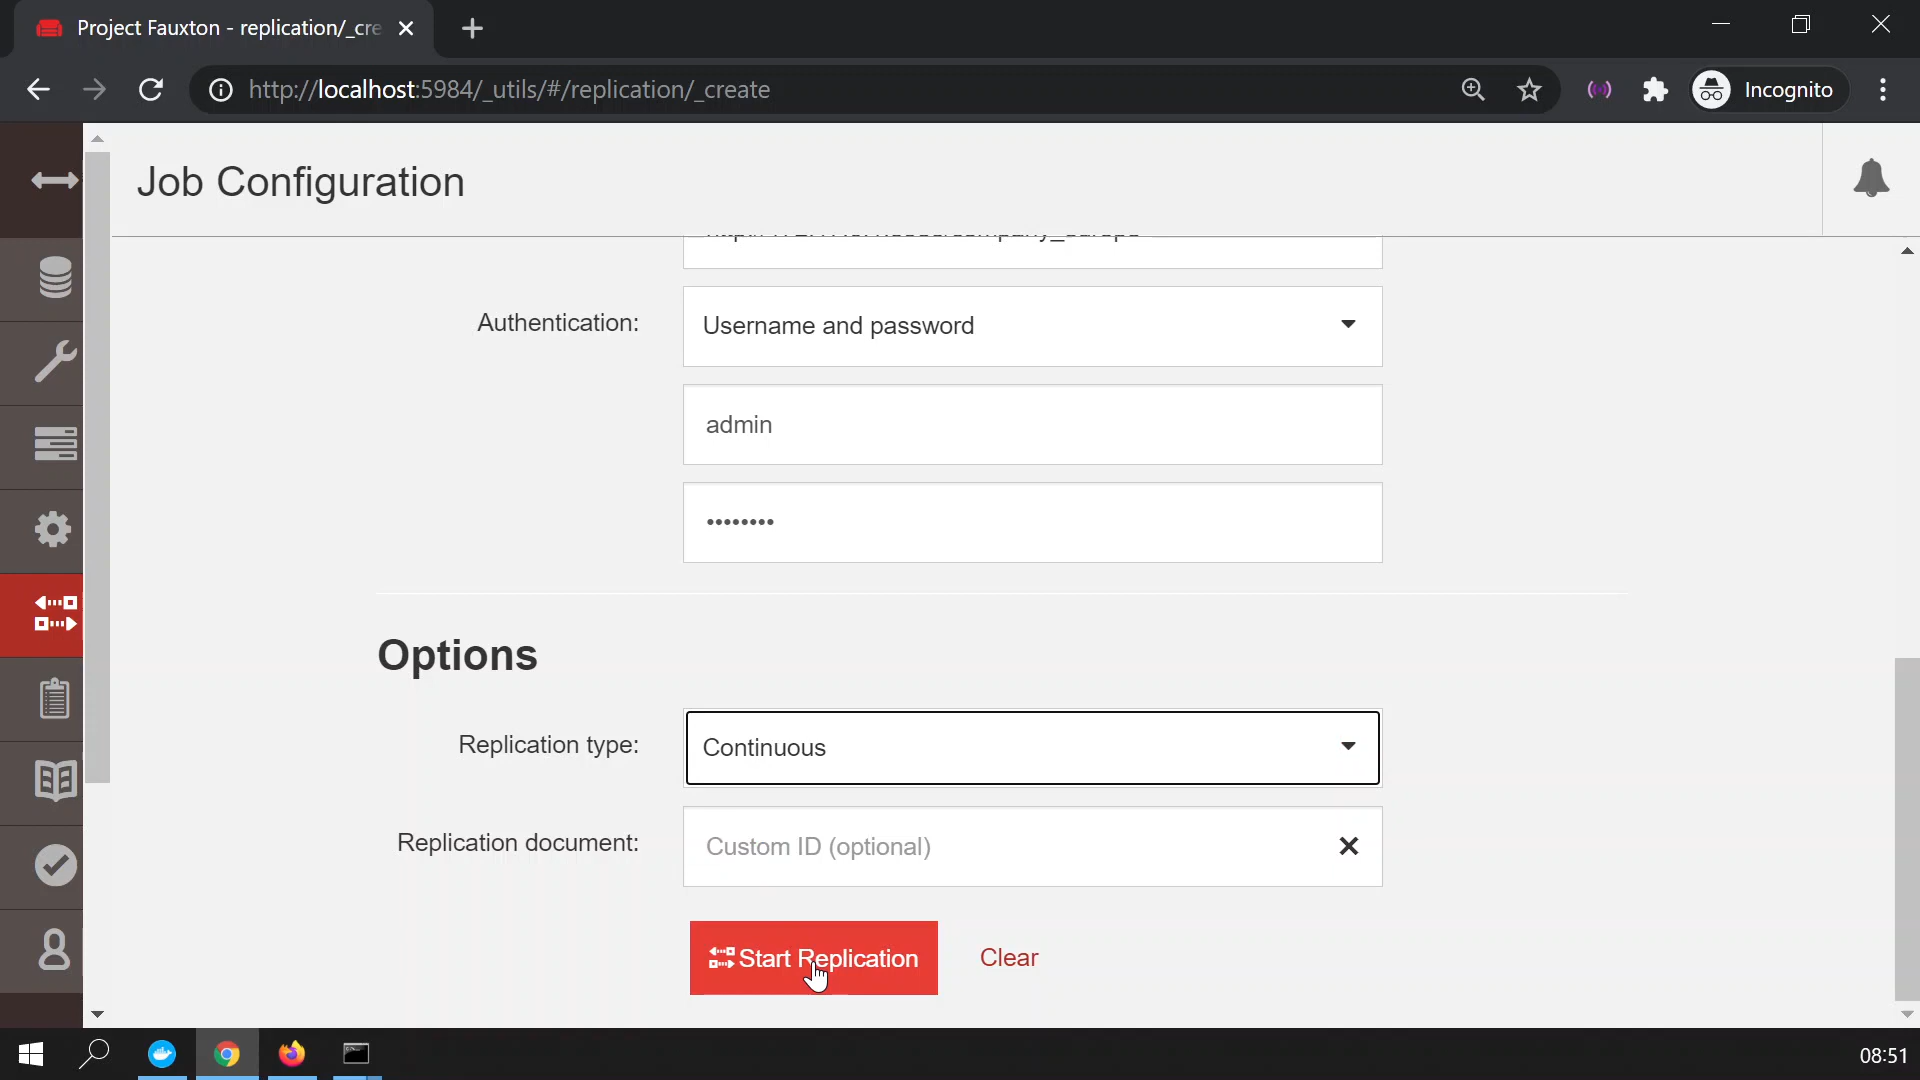 Project Fauxton - replication/_cre
http://localhost:5984/_utils/#/replication/_create
Incognito
Job Configuration
Authentication:
Username and password
admin
••••••••
Options
Replication type:
Continuous
Replication document:
Custom ID (optional)
Start Replication
Clear
08:51